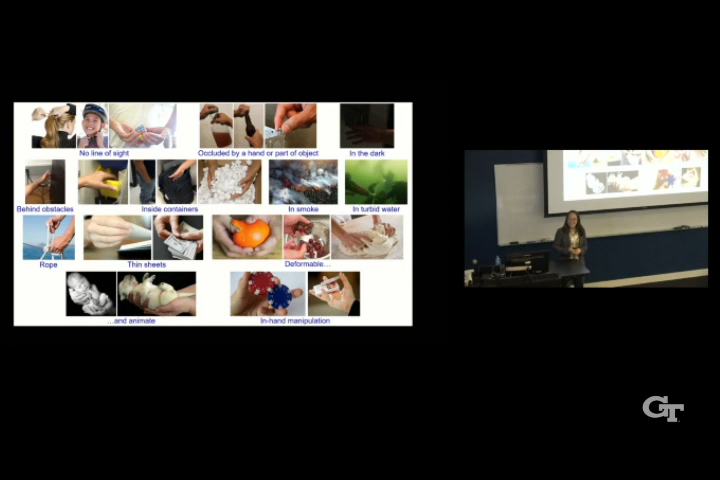 No line of sight
Occluded by a hand or part of object
In the dark
Behind obstacles
Inside containers
In smoke
In turbid water
Rope
Thin sheets
Deformable...
...and animate
In-hand manipulation
GT